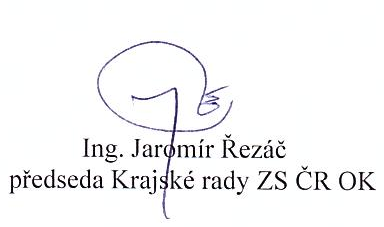 Ing. Jaromír Řezáč
předseda Krajské rady ZS ČR OK